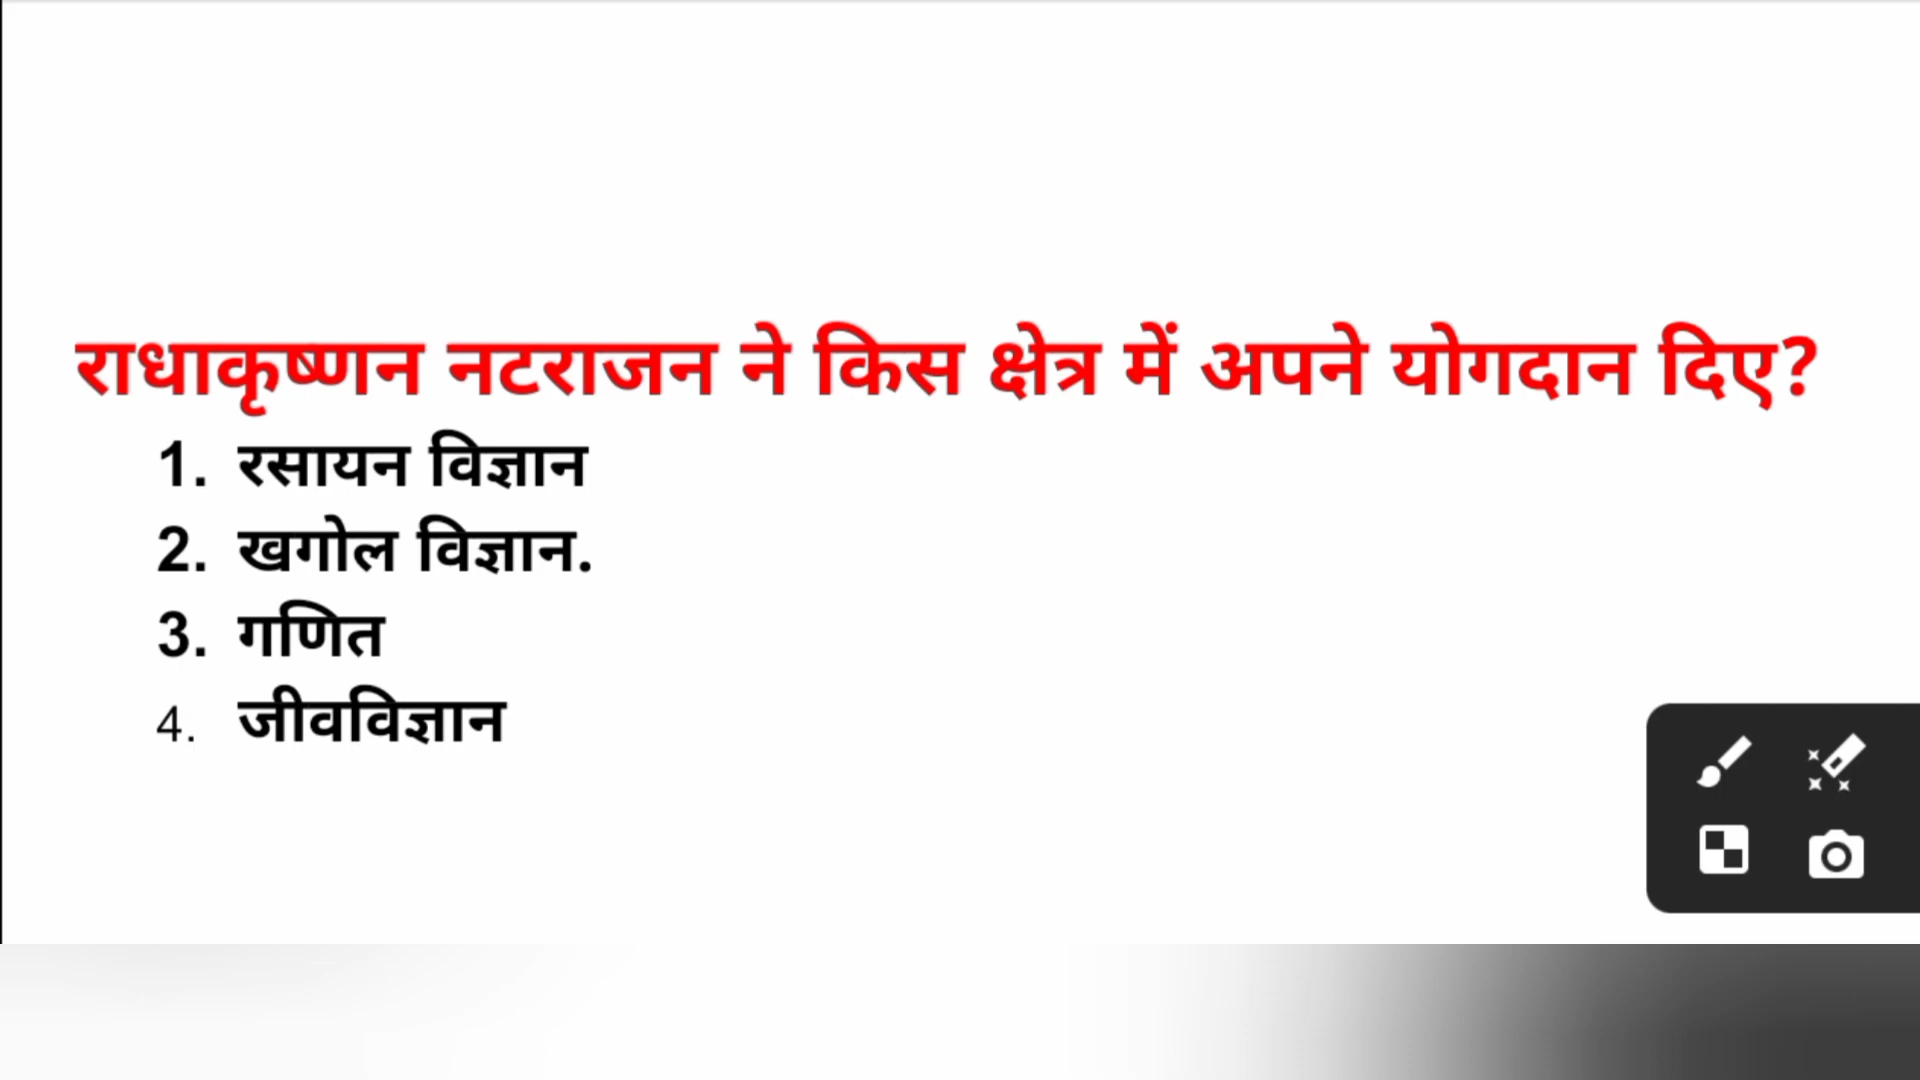 राधाकृष्णन नटराजन ने किस क्षेत्र में अपने योगदान दिए?
1. रसायन विज्ञान
2. खगोल विज्ञान.
3. गणित
4. जीवविज्ञान